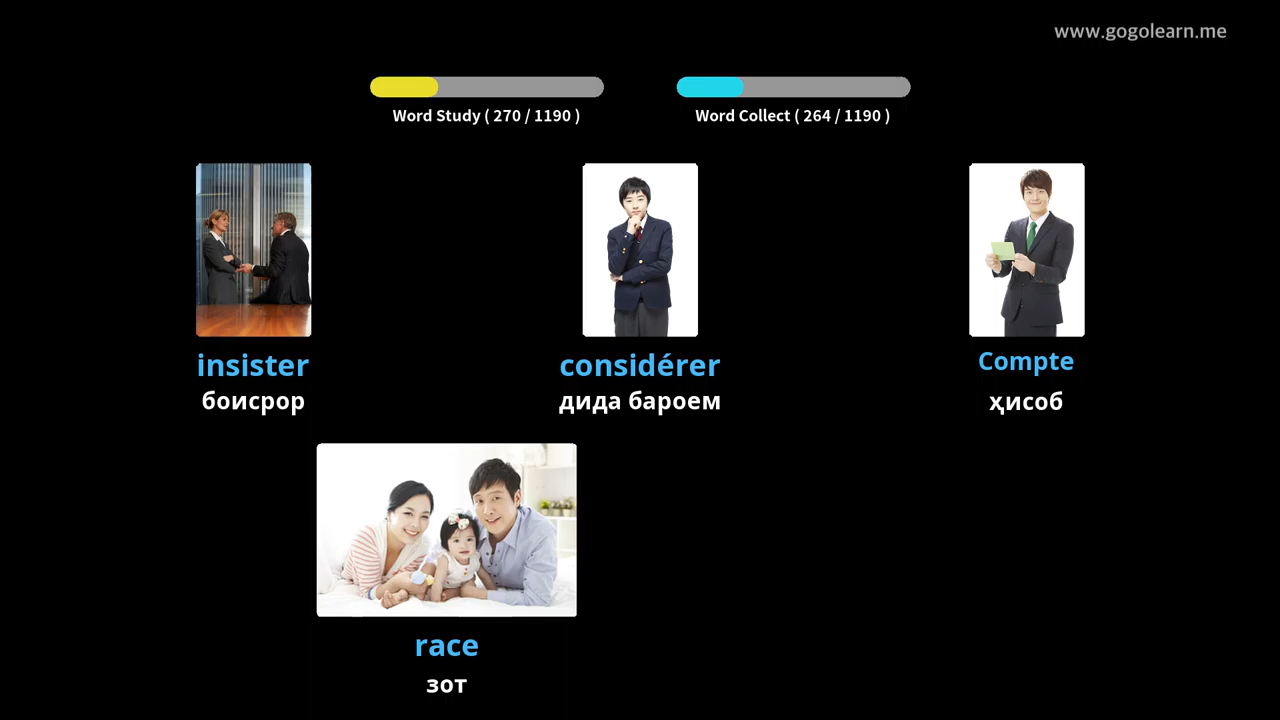 www.gogolearn.me
Word Study ( 270 / 1190 )
Word Collect ( 264 / 1190 )
insister
боисрор
considérer
дида бароем
Compte
ҳисоб
race
зот